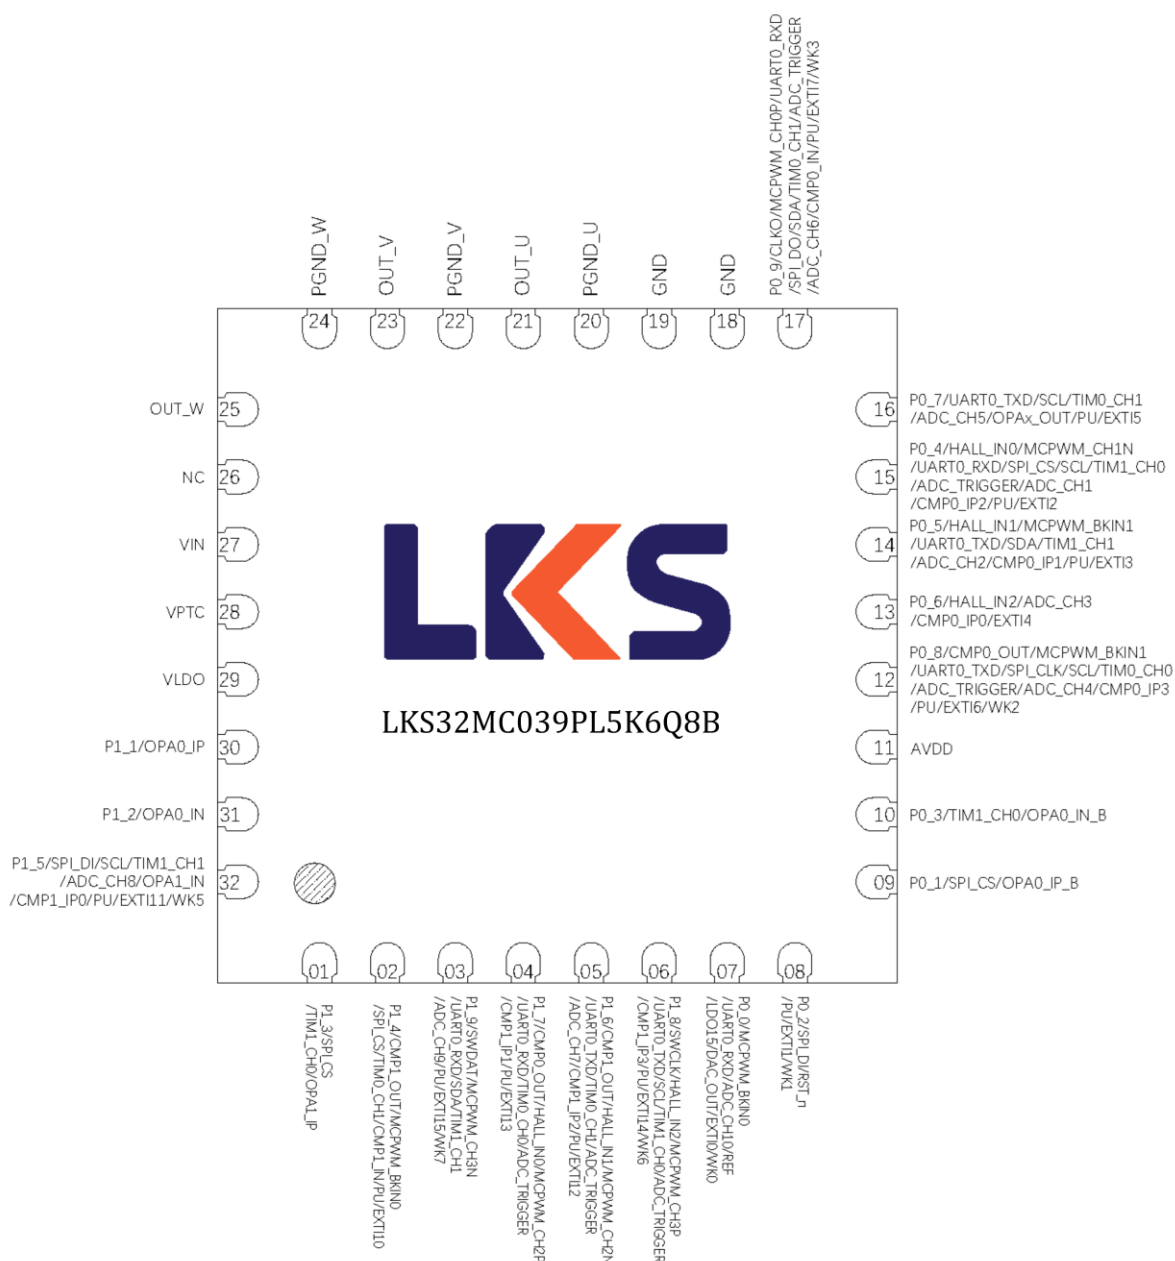 P0_9/CLKO/MCPWM_CH0P/UART0_RXD
/SPI_DO/SDA/TIM0_CH1/ADC_TRIGGER
/ADC_CH6/CMP0_IN/PU/EXTI7/WK3
PGND_W
OUT_V
PGND_V
OUT_U
PGND_U
GND
GND
24
23
22
21
20
19
18
17
OUT_W
25
NC
26
VIN
27
VPTC
28
VLDO
29
P1_1/OPA0_IP
30
P1_2/OPA0_IN
31
P1_5/SPI_DI/SCL/TIM1_CH1
/ADC_CH8/OPA1_IN
/CMP1_IP0/PU/EXTI11/WK5
32
LKS
LKS32MC039PL5K6Q8B
16
P0_7/UART0_TXD/SCL/TIM0_CH1
/ADC_CH5/OPAx_OUT/PU/EXTI5
15
P0_4/HALL_IN0/MCPWM_CH1N
/UART0_RXD/SPI_CS/SCL/TIM1_CH0
/ADC_TRIGGER/ADC_CH1
/CMP0_IP2/PU/EXTI2
14
P0_5/HALL_IN1/MCPWM_BKIN1
/UART0_TXD/SDA/TIM1_CH1
/ADC_CH2/CMP0_IP1/PU/EXTI3
13
P0_6/HALL_IN2/ADC_CH3
/CMP0_IP0/EXTI4
12
P0_8/CMP0_OUT/MCPWM_BKIN1
/UART0_TXD/SPI_CLK/SCL/TIM0_CH0
/ADC_TRIGGER/ADC_CH4/CMP0_IP3
/PU/EXTI6/WK2
11
AVDD
10
P0_3/TIM1_CH0/OPA0_IN_B
09
P0_1/SPI_CS/OPA0_IP_B
01
02
03
04
05
06
07
08
P1_3/SPI_CS
/TIM1_CH0/OPA1_IP
P1_4/CMP1_OUT/MCPWM_BKIN0
/SPI_CS/TIM0_CH1/CMP1_IN/PU/EXTI10
P1_9/SWDAT/MCPWM_CH3N
/UART0_RXD/SDA/TIM1_CH1
/ADC_CH9/PU/EXTI15/WK7
P1_7/CMP0_OUT/HALL_IN0/MCPWM_CH2P
/UART0_RXD/TIM0_CH0/ADC_TRIGGER
/CMP1_IP1/PU/EXTI13
P1_6/CMP1_OUT/HALL_IN1/MCPWM_CH2N
/UART0_TXD/TIM0_CH1/ADC_TRIGGER
/ADC_CH7/CMP1_IP2/PU/EXTI12
P1_8/SWCLK/HALL_IN2/MCPWM_CH3P
/UART0_TXD/SCL/TIM1_CH0/ADC_TRIGGER
/CMP1_IP3/PU/EXTI14/WK6
P0_0/MCPWM_BKIN0
/UART0_RXD/ADC_CH10/REF
/LDO15/DAC_OUT/EXTI0/WK0
P0_2/SPI_DI/RST_n
/PU/EXTI1/WK1